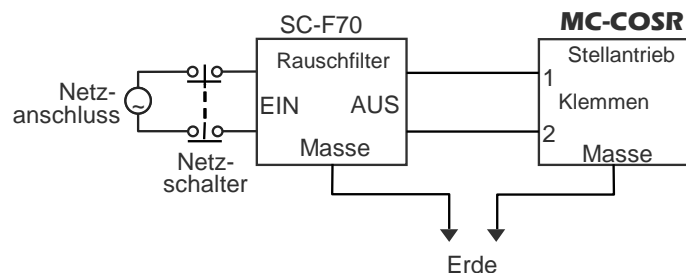 SC-F70
MC-COSR
Rauschfilter
Stellantrieb
Netz-
anschluss
~
EIN
AUS
1
Klemmen
2
Masse
Masse
Netz-
schalter
Erde